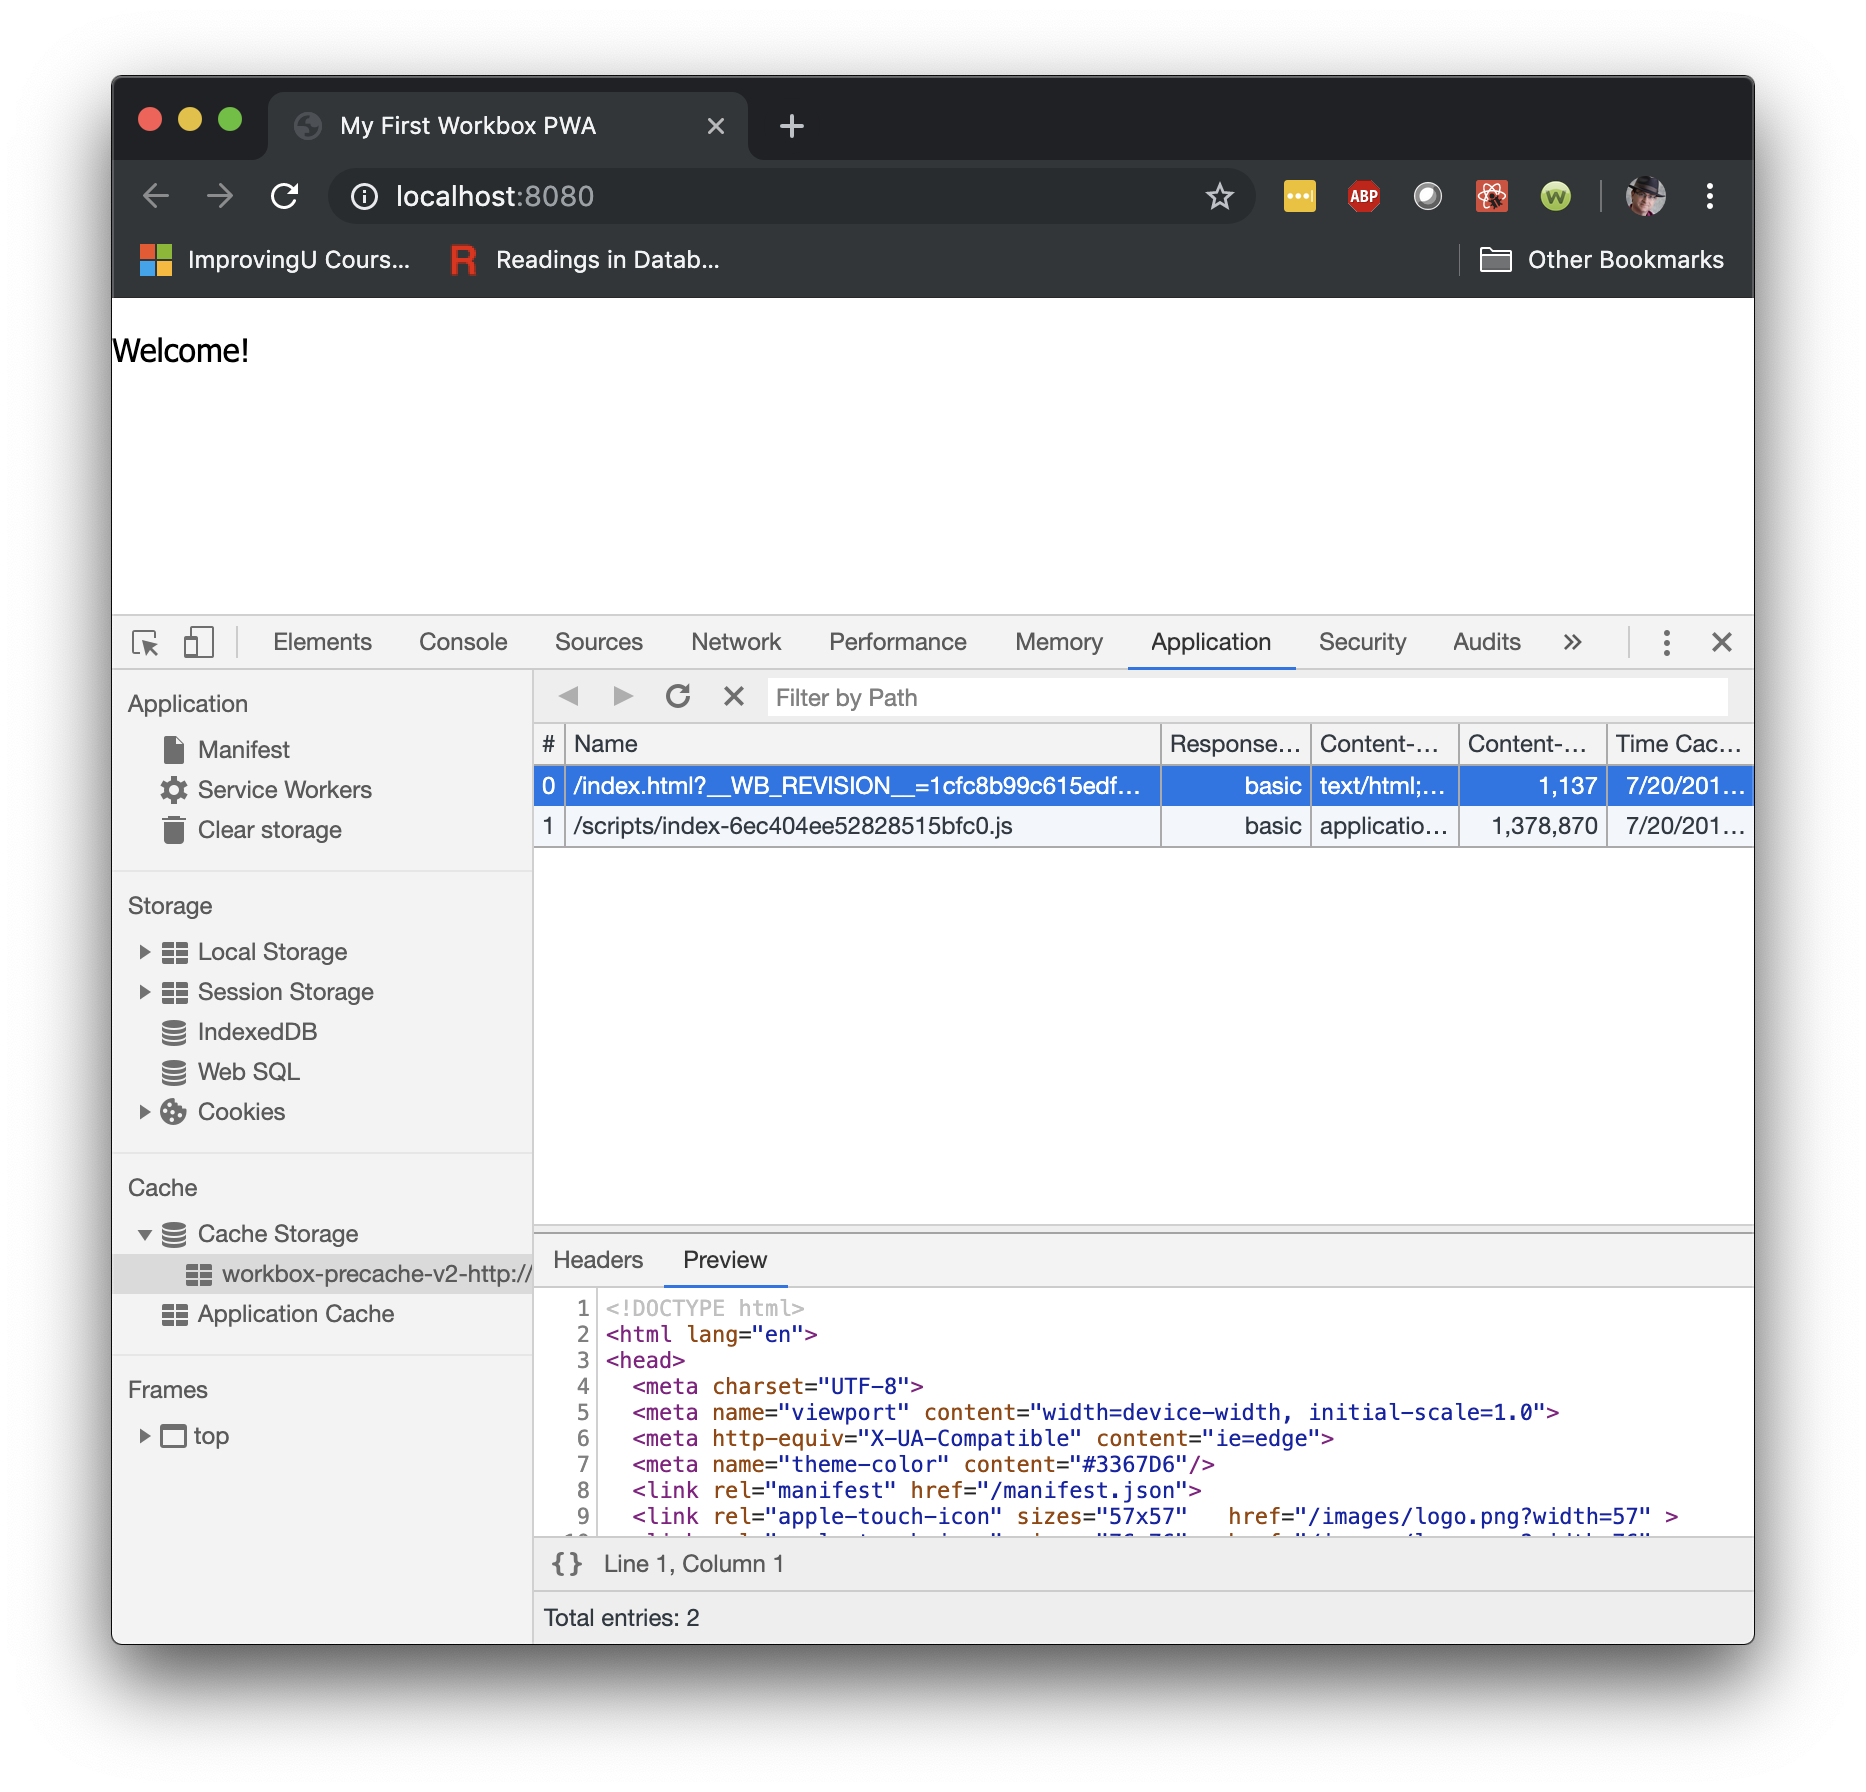 My First Workbox PWA
localhost:8080
ABP
W
ImprovingU Cours...
R Readings in Datab...
Other Bookmarks
Welcome!
Elements Console Sources Network Performance Memory Application Security Audits
Application
Manifest
Service Workers
Clear storage
Storage
Local Storage
Session Storage
IndexedDB
Web SQL
Cookies
Cache
Cache Storage
workbox-precache-v2-http://
Application Cache
Frames
top
Filter by Path
# Name Response... Content-... Content-... Time Cac...
0 /index.html?__WB_REVISION__=1cfc8b99c615edf... basic text/html;... 1,137 7/20/201...
1 /scripts/index-6ec404ee52828515bfc0.js basic applicatio... 1,378,870 7/20/201...
Headers Preview
1 <!DOCTYPE html>
2 <html lang="en">
3 <head>
4 <meta charset="UTF-8">
5 <meta name="viewport" content="width=device-width, initial-scale=1.0">
6 <meta http-equiv="X-UA-Compatible" content="ie=edge">
7 <meta name="theme-color" content="#3367D6"/>
8 <link rel="manifest" href="/manifest.json">
9 <link rel="apple-touch-icon" sizes="57x57" href="/images/logo.png?width=57" >
{} Line 1, Column 1
Total entries: 2